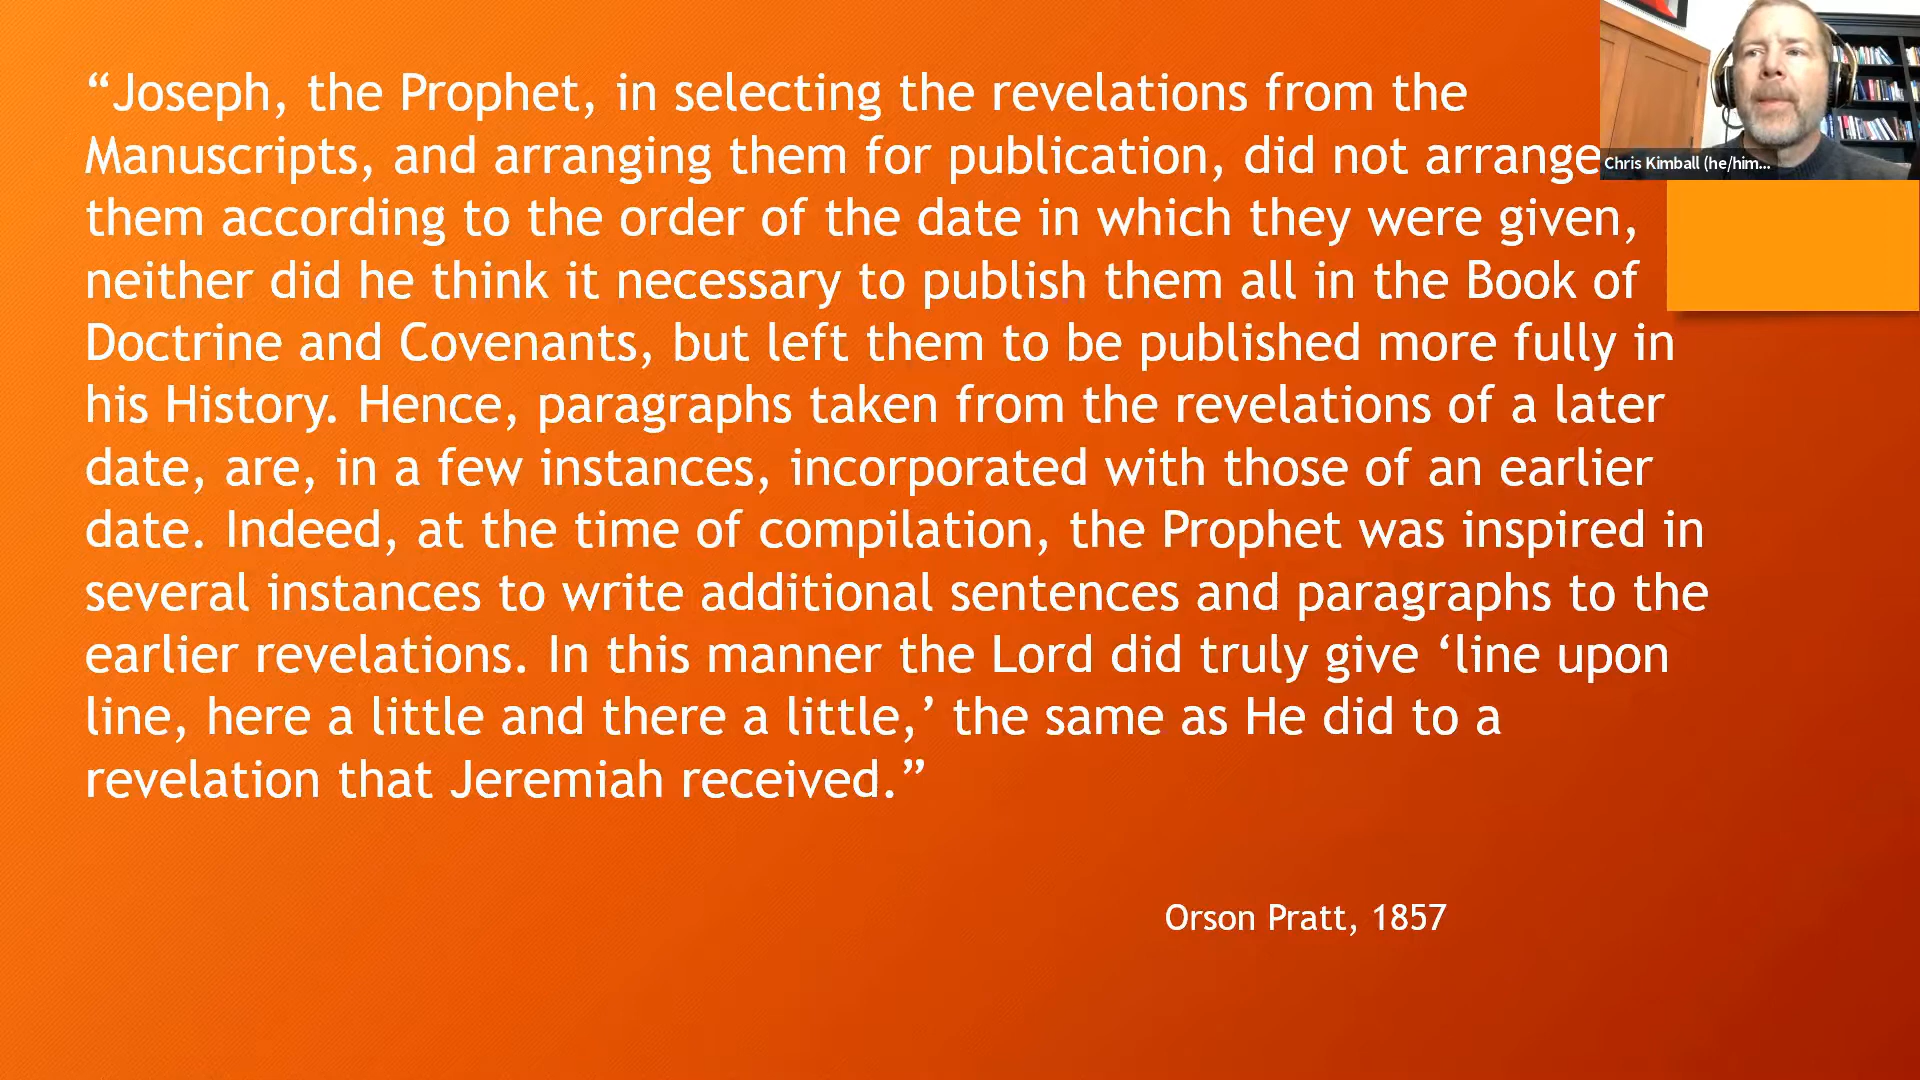 “Joseph, the Prophet, in selecting the revelations from the
Manuscripts, and arranging them for publication, did not arrange
them according to the order of the date in which they were given,
neither did he think it necessary to publish them all in the Book of
Doctrine and Covenants, but left them to be published more fully in
his History. Hence, paragraphs taken from the revelations of a later
date, are, in a few instances, incorporated with those of an earlier
date. Indeed, at the time of compilation, the Prophet was inspired in
several instances to write additional sentences and paragraphs to the
earlier revelations. In this manner the Lord did truly give ‘line upon
line, here a little and there a little,’ the same as He did to a
revelation that Jeremiah received.”
Orson Pratt, 1857
Chris Kimball (he/him...